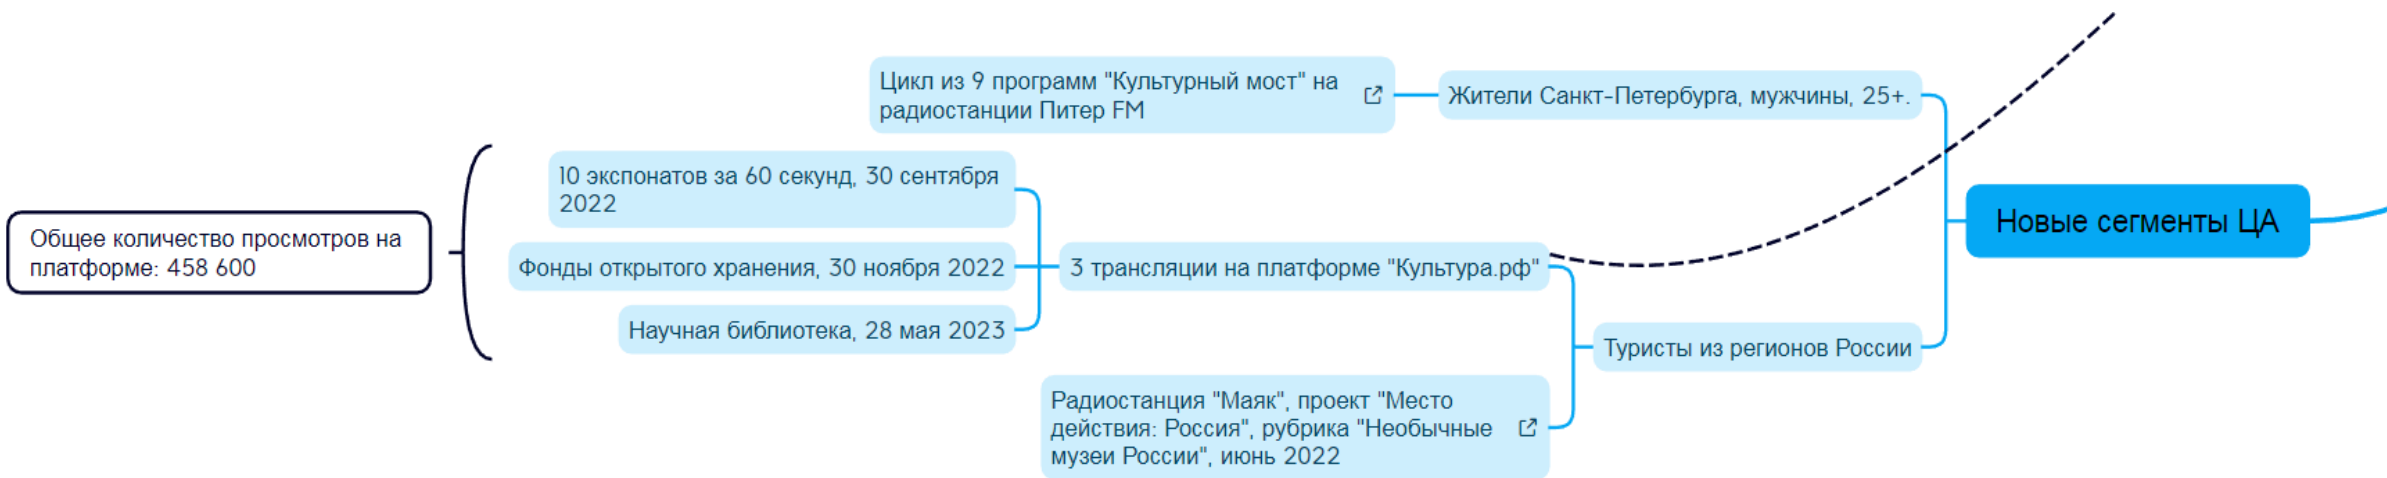 Цикл из 9 программ "Культурный мост" на
радиостанции Питер FM
Жители Санкт-Петербурга, мужчины, 25+.
10 экспонатов за 60 секунд, 30 сентября
2022
Общее количество просмотров на
платформе: 458 600
Фонды открытого хранения, 30 ноября 2022
3 трансляции на платформе "Культура.рф"
Новые сегменты ЦА
Научная библиотека, 28 мая 2023
Туристы из регионов России
Радиостанция "Маяк", проект "Место
действия: Россия", рубрика "Необычные
музеи России", июнь 2022